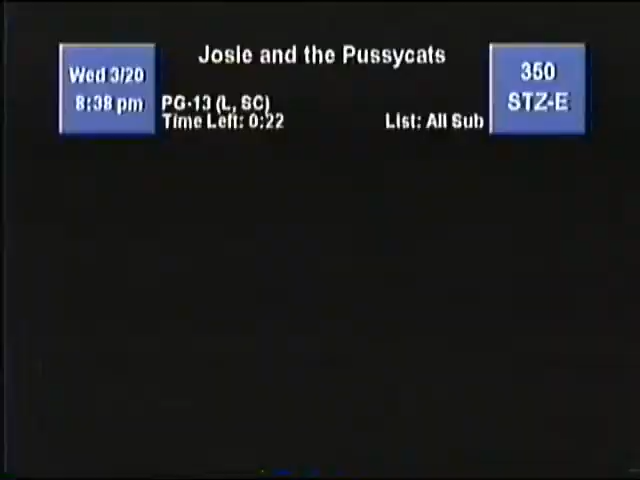 Josie and the Pussycats
Wed 3/20
8:38 pm
PG-13 (L, SC)
Time Left: 0:22
List: All Sub
350
STZ-E